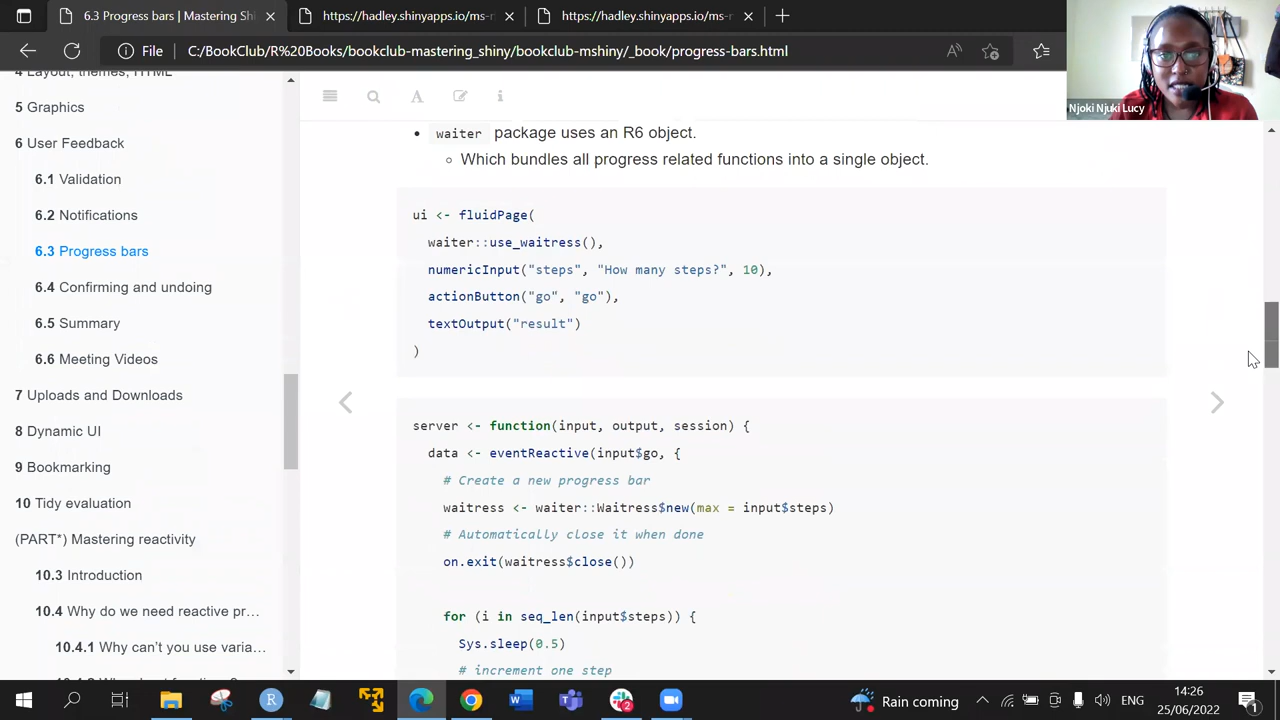 6.3 Progress bars | Mastering Shi
https://hadley.shinyapps.io/ms-r
https://hadley.shinyapps.io/ms-r
File
C:/BookClub/R%20Books/bookclub-mastering_shiny/bookclub-mshiny/_book/progress-bars.html
Njoki Njuki Lucy
4 Layout, themes, HTML
5 Graphics
6 User Feedback
6.1 Validation
6.2 Notifications
6.3 Progress bars
6.4 Confirming and undoing
6.5 Summary
6.6 Meeting Videos
7 Uploads and Downloads
8 Dynamic UI
9 Bookmarking
10 Tidy evaluation
(PART*) Mastering reactivity
10.3 Introduction
10.4 Why do we need reactive pr…
10.4.1 Why can't you use varia…
waiter package uses an R6 object.
Which bundles all progress related functions into a single object.
ui <- fluidPage(
waiter::use_waitress(),
numericInput("steps", "How many steps?", 10),
actionButton("go", "go"),
textOutput("result")
)
server <- function(input, output, session) {
data <- eventReactive(input$go, {
# Create a new progress bar
waitress <- waiter::Waitress$new(max = input$steps)
# Automatically close it when done
on.exit(waitress$close())
for (i in seq_len(input$steps)) {
Sys.sleep(0.5)
# increment one step
Rain coming
ENG
14:26
25/06/2022